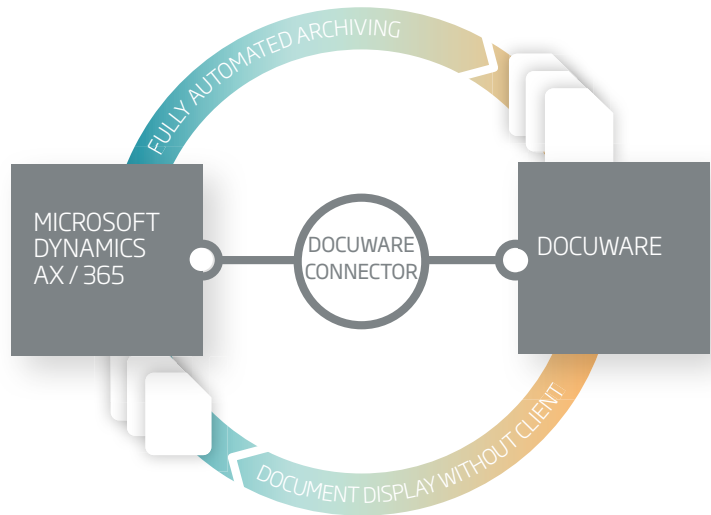 FULLY AUTOMATED ARCHIVING
MICROSOFT
DYNAMICS
AX / 365
DOCUWARE
CONNECTOR
DOCUWARE
DOCUMENT DISPLAY WITHOUT CLIENT